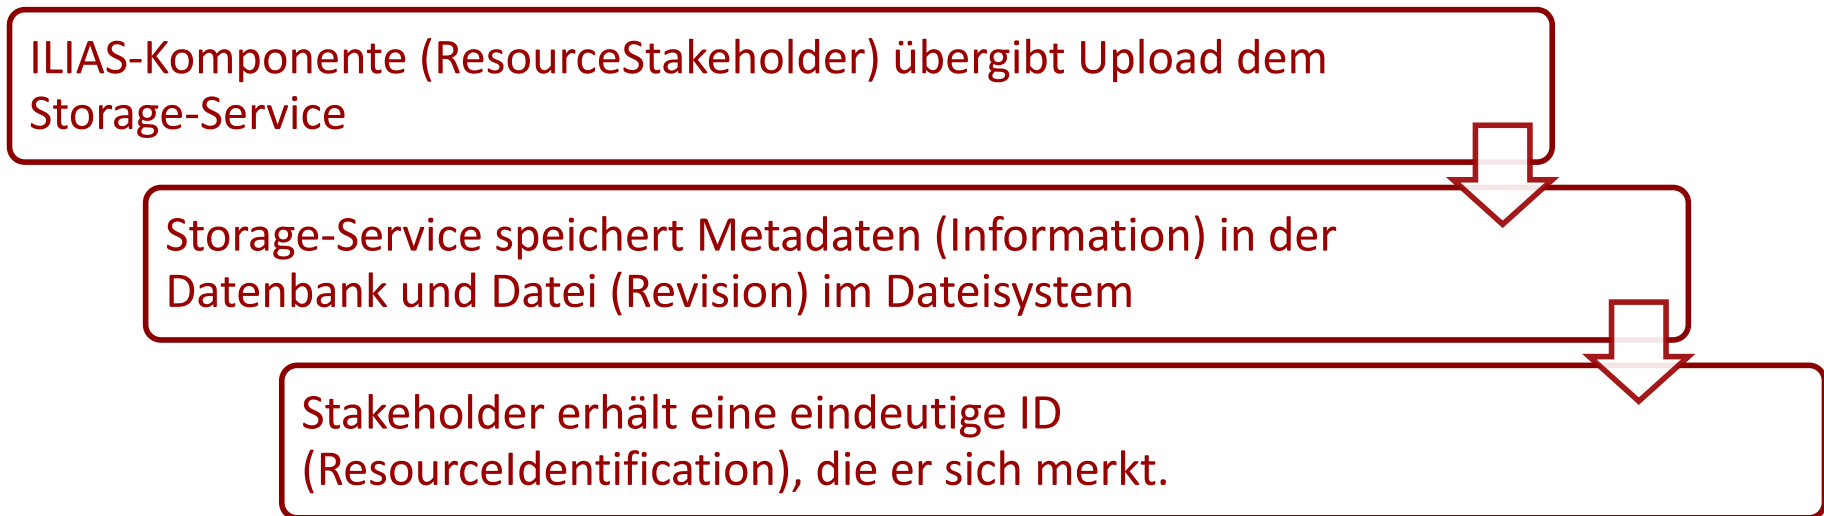 ILIAS-Komponente (ResourceStakeholder) übergibt Upload dem
Storage-Service
Storage-Service speichert Metadaten (Information) in der
Datenbank und Datei (Revision) im Dateisystem
Stakeholder erhält eine eindeutige ID
(ResourceIdentification), die er sich merkt.